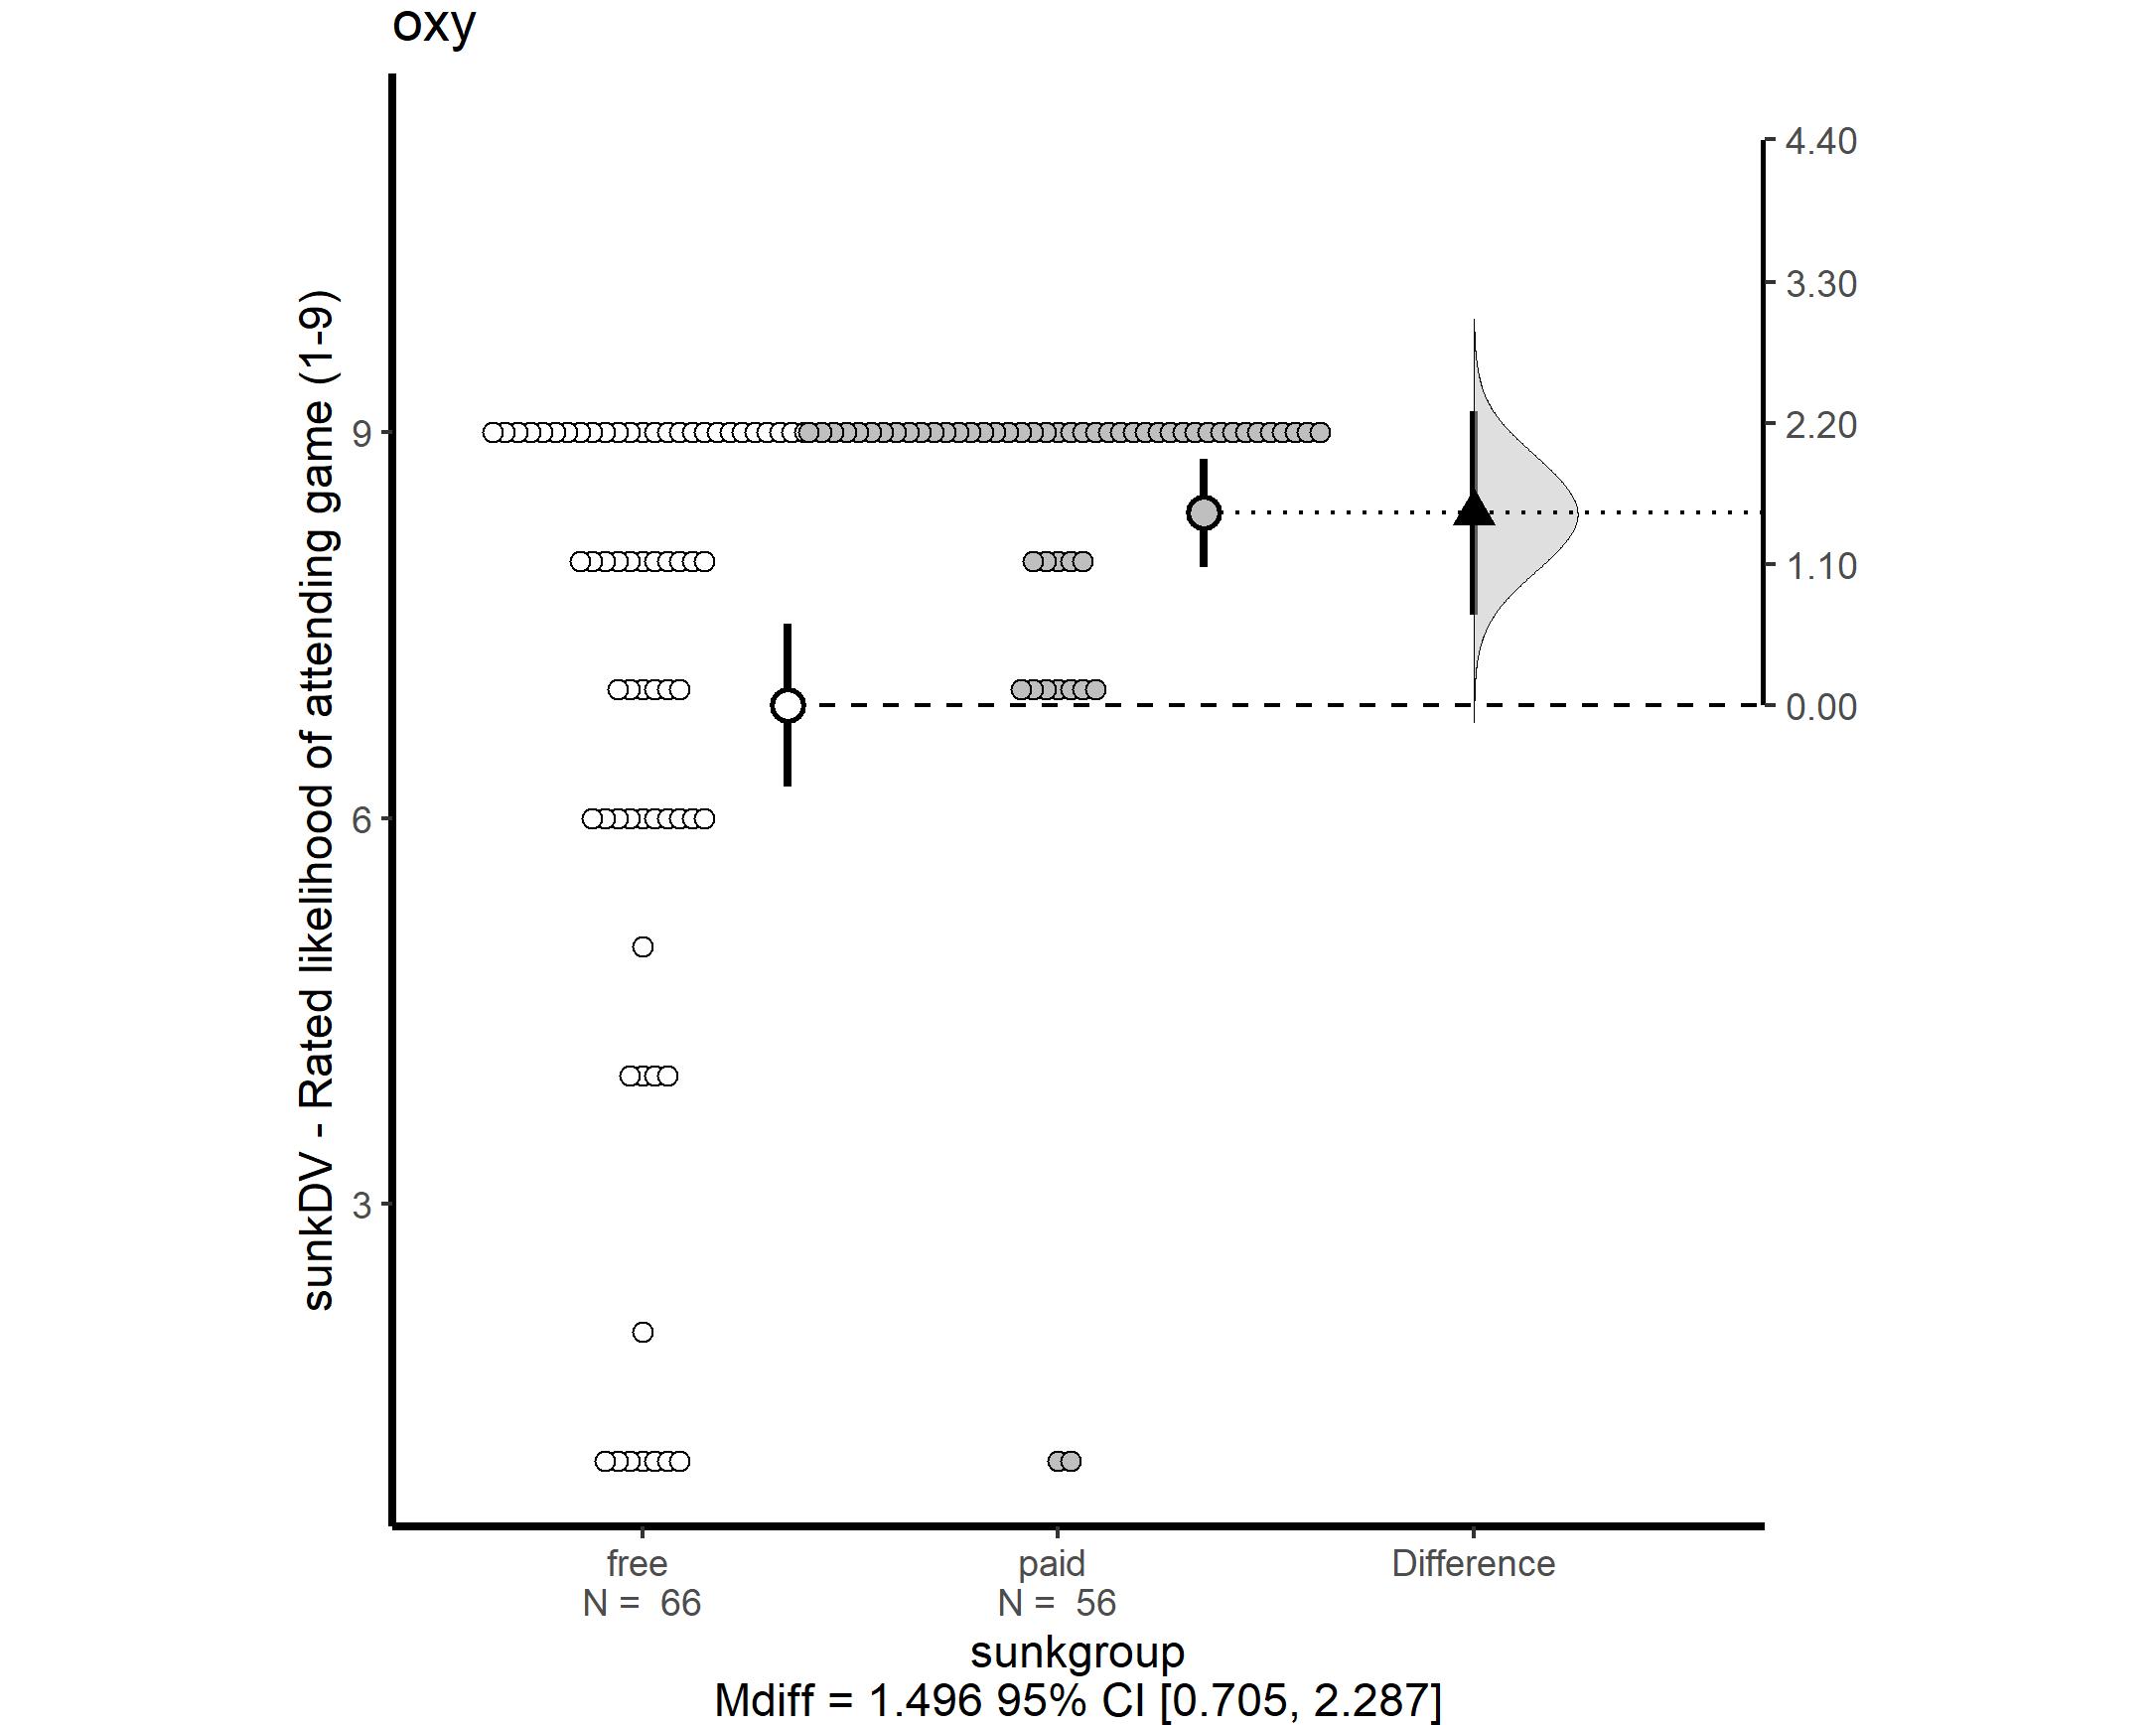 oxy
sunkDV - Rated likelihood of attending game (1-9)
9
6
3
4.40
3.30
2.20
1.10
0.00
free
N =  66
paid
N =  56
Difference
sunkgroup
Mdiff = 1.496 95% CI [0.705, 2.287]